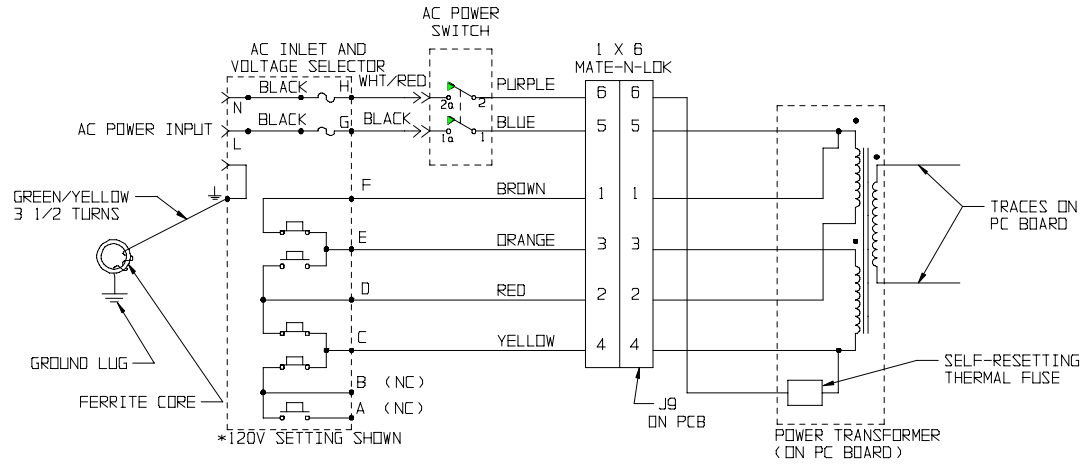 AC POWER
SWITCH
AC INLET AND
VOLTAGE SELECTOR
1 X 6
MATE-N-LOK
BLACK H WHT/RED 2a 2 PURPLE 6 6
N
AC POWER INPUT BLACK G BLACK 1a 1 BLUE 5 5
L
GREEN/YELLOW
3 1/2 TURNS
F BROWN 1 1
TRACES ON
PC BOARD
E ORANGE 3 3
D RED 2 2
C YELLOW 4 4
GROUND LUG
SELF-RESETTING
THERMAL FUSE
B (NC)
FERRITE CORE
A (NC)
J9
ON PCB
*120V SETTING SHOWN
POWER TRANSFORMER
(ON PC BOARD)